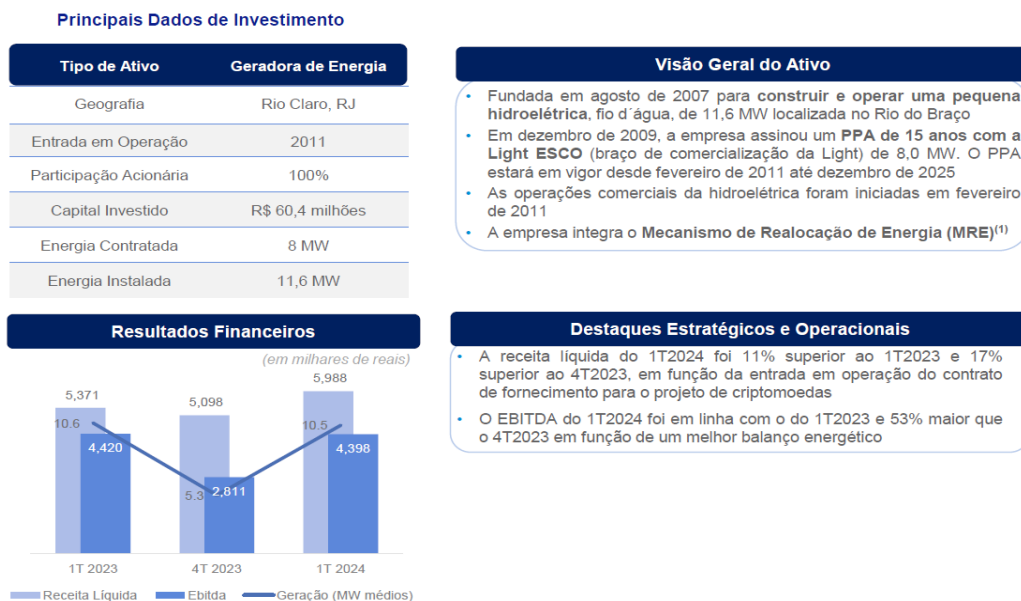 Principais Dados de Investimento
Tipo de Ativo Geradora de Energia
Geografia Rio Claro, RJ
Entrada em Operação 2011
Participação Acionária 100%
Capital Investido R$ 60,4 milhões
Energia Contratada 8 MW
Energia Instalada 11,6 MW
Visão Geral do Ativo
• Fundada em agosto de 2007 para construir e operar uma pequena
hidroelétrica, fio d´água, de 11,6 MW localizada no Rio do Braço
• Em dezembro de 2009, a empresa assinou um PPA de 15 anos com a
Light ESCO (braço de comercialização da Light) de 8,0 MW. O PPA
estará em vigor desde fevereiro de 2011 até dezembro de 2025
• As operações comerciais da hidroelétrica foram iniciadas em fevereiro
de 2011
• A empresa integra o Mecanismo de Realocação de Energia (MRE)(1)
Resultados Financeiros
(em milhares de reais)
5,371
5,098
5,988
10.6
5.3
10.5
4,420
2,811
4,398
1T 2023
4T 2023
1T 2024
Receita Líquida Ebitda Geração (MW médios)
Destaques Estratégicos e Operacionais
• A receita líquida do 1T2024 foi 11% superior ao 1T2023 e 17%
superior ao 4T2023, em função da entrada em operação do contrato
de fornecimento para o projeto de criptomoedas
• O EBITDA do 1T2024 foi em linha com o do 1T2023 e 53% maior que
o 4T2023 em função de um melhor balanço energético